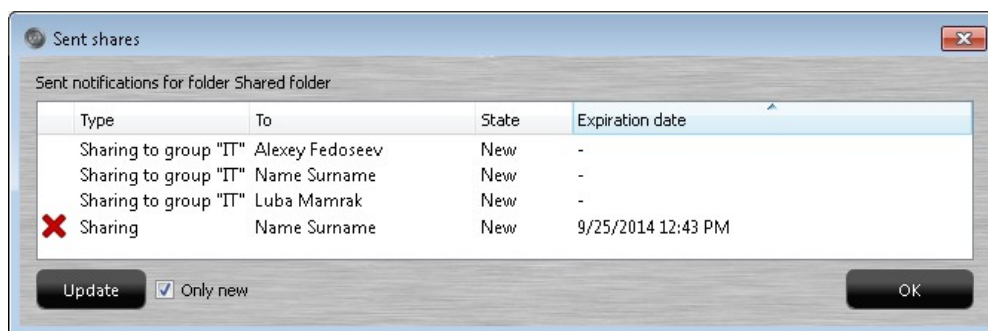 Sent shares
Sent notifications for folder Shared folder
Type To State Expiration date
Sharing to group "IT" Alexey Fedoseev New -
Sharing to group "IT" Name Surname New -
Sharing to group "IT" Luba Mamrak New -
Sharing Name Surname New 9/25/2014 12:43 PM
Update Only new OK